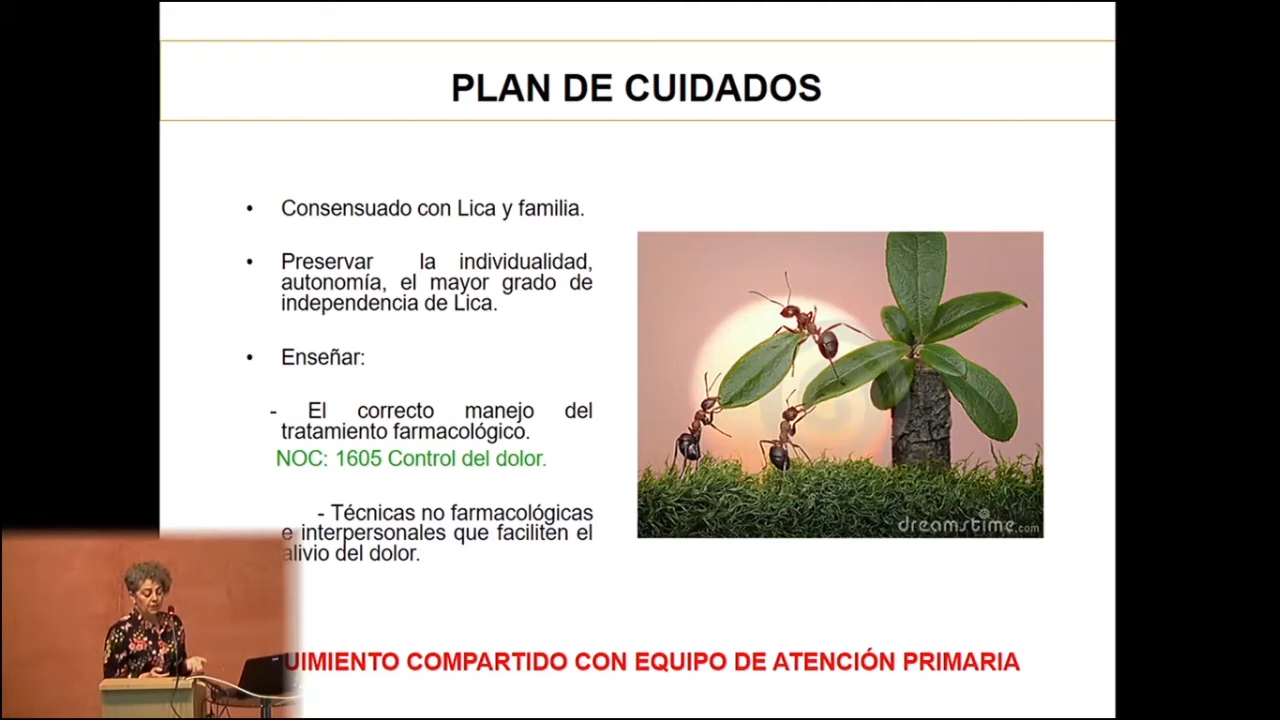 PLAN DE CUIDADOS
• Consensuado con Lica y familia.
• Preservar la individualidad,
autonomía, el mayor grado de
independencia de Lica.
• Enseñar:
- El correcto manejo del
tratamiento farmacológico.
NOC: 1605 Control del dolor.
- Técnicas no farmacológicas
e interpersonales que faciliten el
alivio del dolor.
UIMIENTO COMPARTIDO CON EQUIPO DE ATENCIÓN PRIMARIA
dreamstime.com